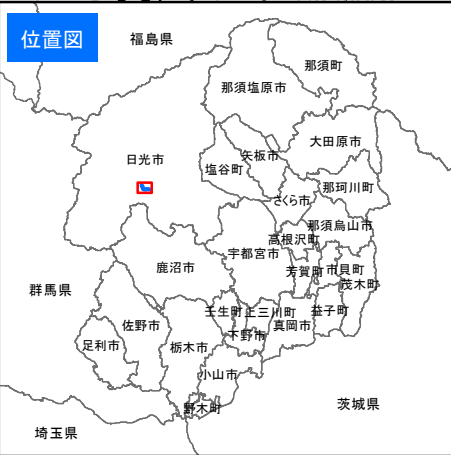 位置図
福島県
那須町
那須塩原市
大田原市
矢板市
日光市
塩谷町
那珂川町
さくら市
那須烏山市
高根沢町
宇都宮市
鹿沼市
芳賀町
市貝町
茂木町
群馬県
壬生町
上三川町
益子町
真岡市
佐野市
下野市
足利市
栃木市
小山市
野木町
茨城県
埼玉県